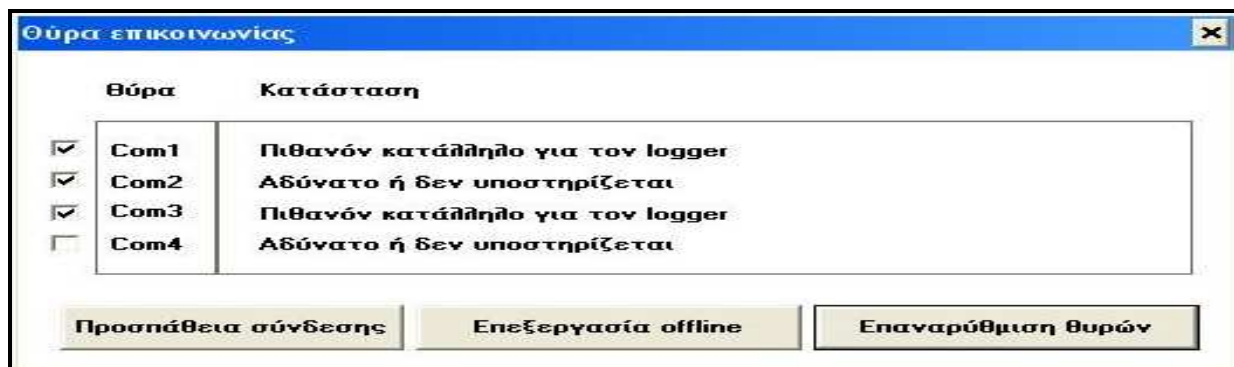 Θύρα επικοινωνίας
Θύρα Κατάσταση
Com1 Πιθανόν κατάλληλο για τον logger
Com2 Αδύνατο ή δεν υποστηρίζεται
Com3 Πιθανόν κατάλληλο για τον logger
Com4 Αδύνατο ή δεν υποστηρίζεται
Προσπάθεια σύνδεσης Επεξεργασία offline Επαναρύθμιση θυρών